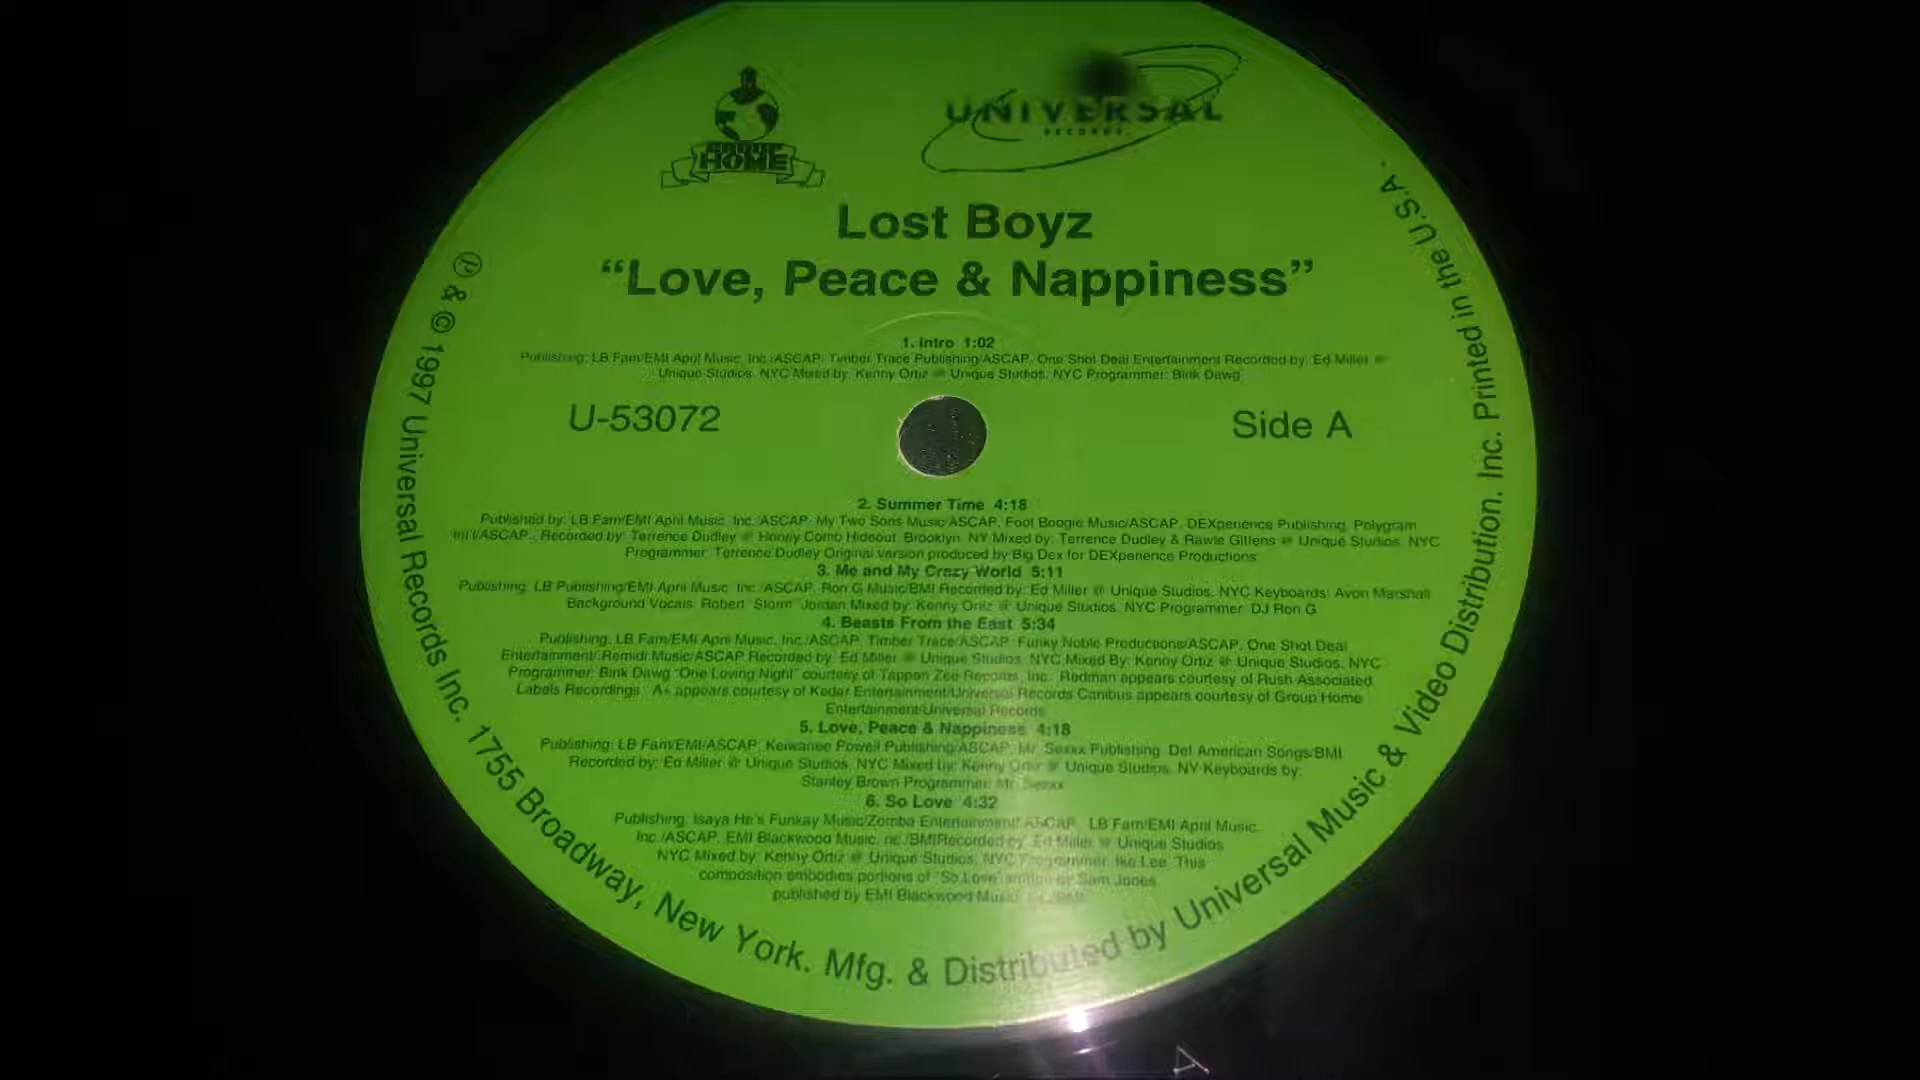 GROUP
HOME
UNIVERSAL
RECORDS
Lost Boyz
“Love, Peace & Nappiness”
1. Intro 1:02
Publishing: LB Fam/EMI April Music, Inc./ASCAP, Timber Trace Publishing/ASCAP, One Shot Deal Entertainment Recorded by: Ed Miller @
Unique Studios, NYC Mixed by: Kenny Ortiz @ Unique Studios, NYC Programmer: Bink Dawg
U-53072
Side A
2. Summer Time 4:18
Published by: LB Fam/EMI April Music, Inc./ASCAP, My Two Sons Music/ASCAP, Foot Boogie Music/ASCAP, DEXperience Publishing, Polygram
Int'l/ASCAP., Recorded by: Terrence Dudley @ Honey Comb Hideout, Brooklyn, NY Mixed by: Terrence Dudley & Rawle Gittens @ Unique Studios, NYC
Programmer: Terrence Dudley Original version produced by Big Dex for DEXperience Productions
3. Me and My Crazy World 5:11
Publishing: LB Publishing/EMI April Music, Inc./ASCAP, Ron G Music/BMI Recorded by: Ed Miller @ Unique Studios, NYC Keyboards: Avon Marshall
Background Vocals: Robert "Storm" Jordan Mixed by: Kenny Ortiz @ Unique Studios, NYC Programmer: DJ Ron G
4. Beasts From the East 5:34
Publishing: LB Fam/EMI April Music, Inc./ASCAP, Timber Trace/ASCAP, Funky Noble Productions/ASCAP, One Shot Deal
Entertainment/Remidi Music/ASCAP Recorded by: Ed Miller @ Unique Studios, NYC Mixed By: Kenny Ortiz @ Unique Studios, NYC
Programmer: Bink Dawg "One Loving Night" courtesy of Tappan Zee Records, Inc., Redman appears courtesy of Rush Associated
Labels Recordings., A+ appears courtesy of Kedar Entertainment/Universal Records Canibus appears courtesy of Group Home
Entertainment/Universal Records
5. Love, Peace & Nappiness 4:18
Publishing: LB Fam/EMI/ASCAP, Keiwanee Powell Publishing/ASCAP, Mr. Sexxx Publishing, Def American Songs/BMI
Recorded by: Ed Miller @ Unique Studios, NYC Mixed by: Kenny Ortiz @ Unique Studios, NY Keyboards by:
Stanley Brown Programmer: Mr. Sexxx
6. So Love 4:32
Publishing: Isaya He's Funkay Music/Zomba Entertainment/ASCAP, LB Fam/EMI April Music,
Inc./ASCAP, EMI Blackwood Music, nc./BMI Recorded by: Ed Miller @ Unique Studios
NYC Mixed by: Kenny Ortiz @ Unique Studios, NYC Programmer: Ike Lee. This
composition embodies portions of "So Love" written by Sam Jones
published by EMI Blackwood Music
℗ & © 1997 Universal Records Inc. 1755 Broadway, New York. Mfg. & Distributed by Universal Music & Video Distribution. Inc. Printed in the U.S.A.